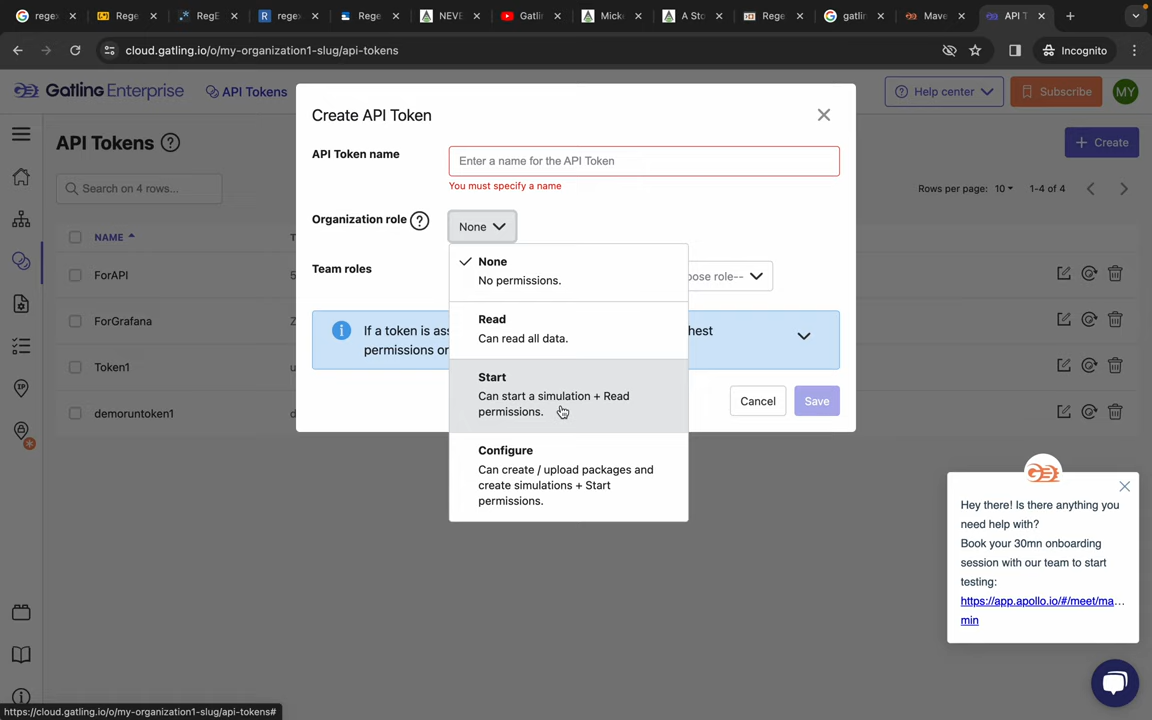 regex
Rege
RegE
regex
Rege
NEVE
Gatlin
Mick
A Sto
Rege
gatlin
Mave
API T
cloud.gatling.io/o/my-organization1-slug/api-tokens
Incognito
Gatling Enterprise
API Tokens
Help center
Subscribe
MY
API Tokens
Create
Search on 4 rows...
Rows per page: 10
1-4 of 4
NAME
ForAPI
5
ForGrafana
Z
Token1
u
demoruntoken1
d
Create API Token
API Token name
Enter a name for the API Token
You must specify a name
Organization role
None
Team roles
oose role--
None
No permissions.
Read
Can read all data.
Start
Can start a simulation + Read
permissions.
Configure
Can create / upload packages and
create simulations + Start
permissions.
If a token is ass
hest
permissions or
Cancel
Save
Hey there! Is there anything you
need help with?
Book your 30mn onboarding
session with our team to start
testing:
https://app.apollo.io/#/meet/ma...
min
IP
https://cloud.gatling.io/o/my-organization1-slug/api-tokens#